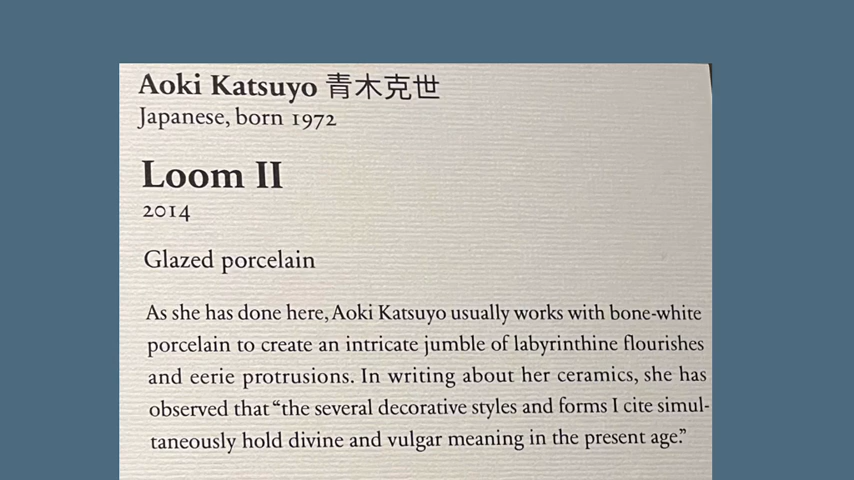 Aoki Katsuyo 青木克世
Japanese, born 1972
Loom II
2014
Glazed porcelain
As she has done here, Aoki Katsuyo usually works with bone-white
porcelain to create an intricate jumble of labyrinthine flourishes
and eerie protrusions. In writing about her ceramics, she has
observed that “the several decorative styles and forms I cite simul-
taneously hold divine and vulgar meaning in the present age.”